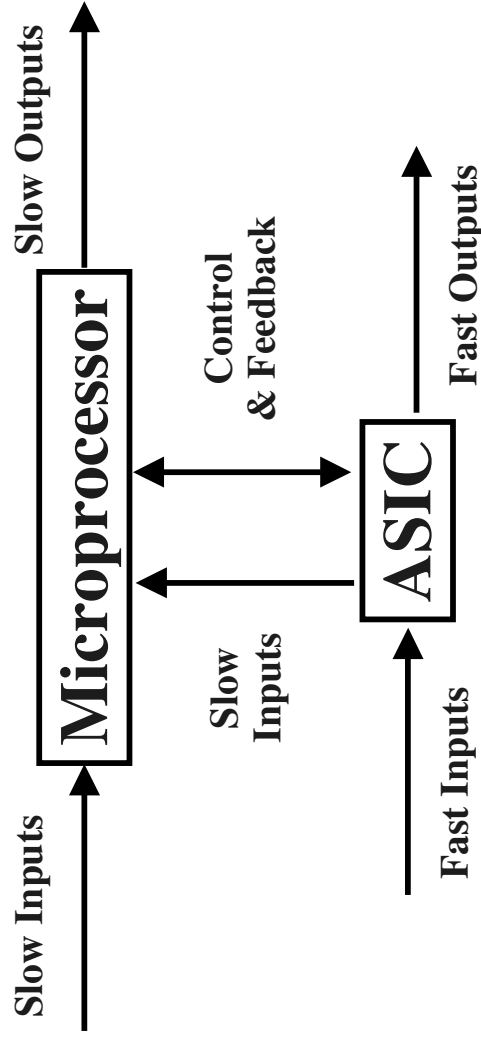 Slow Inputs
Microprocessor
Slow Outputs
Slow
Inputs
Control
& Feedback
Fast Inputs
ASIC
Fast Outputs